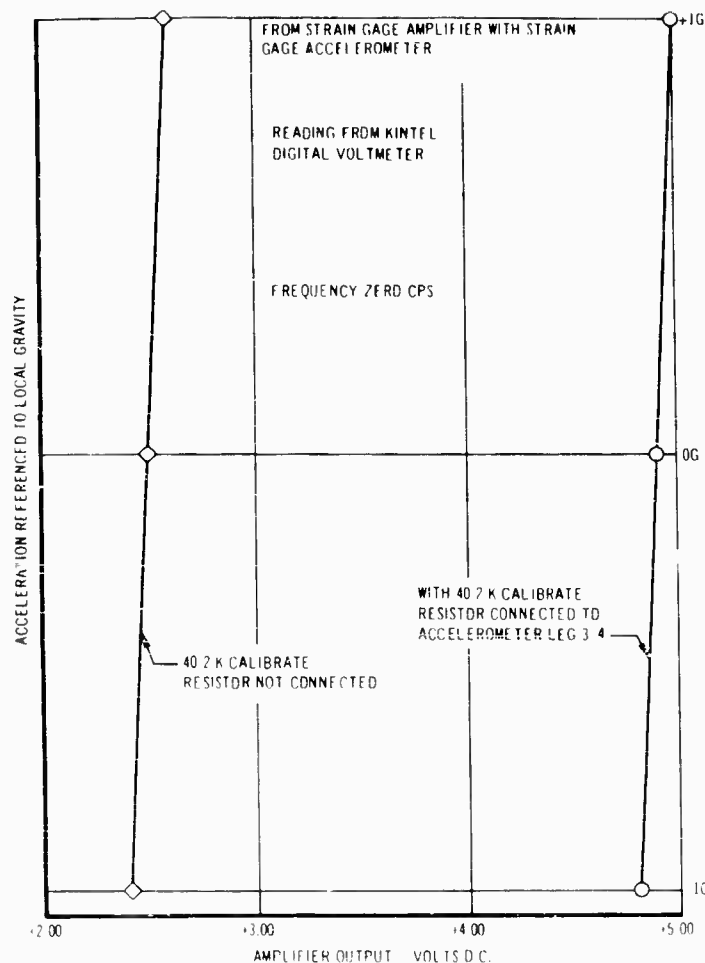 FROM STRAIN GAGE AMPLIFIER WITH STRAIN
GAGE ACCELEROMETER
+1G
READING FROM KINTEL
DIGITAL VOLTMETER
FREQUENCY ZERO CPS
ACCELERATION REFERENCED TO LOCAL GRAVITY
0G
WITH 40.2 K CALIBRATE
RESISTOR CONNECTED TO
ACCELEROMETER LEG 3 4
40.2 K CALIBRATE
RESISTOR NOT CONNECTED
+2.00 +3.00 +4.00 +5.00
AMPLIFIER OUTPUT VOLTS D.C.